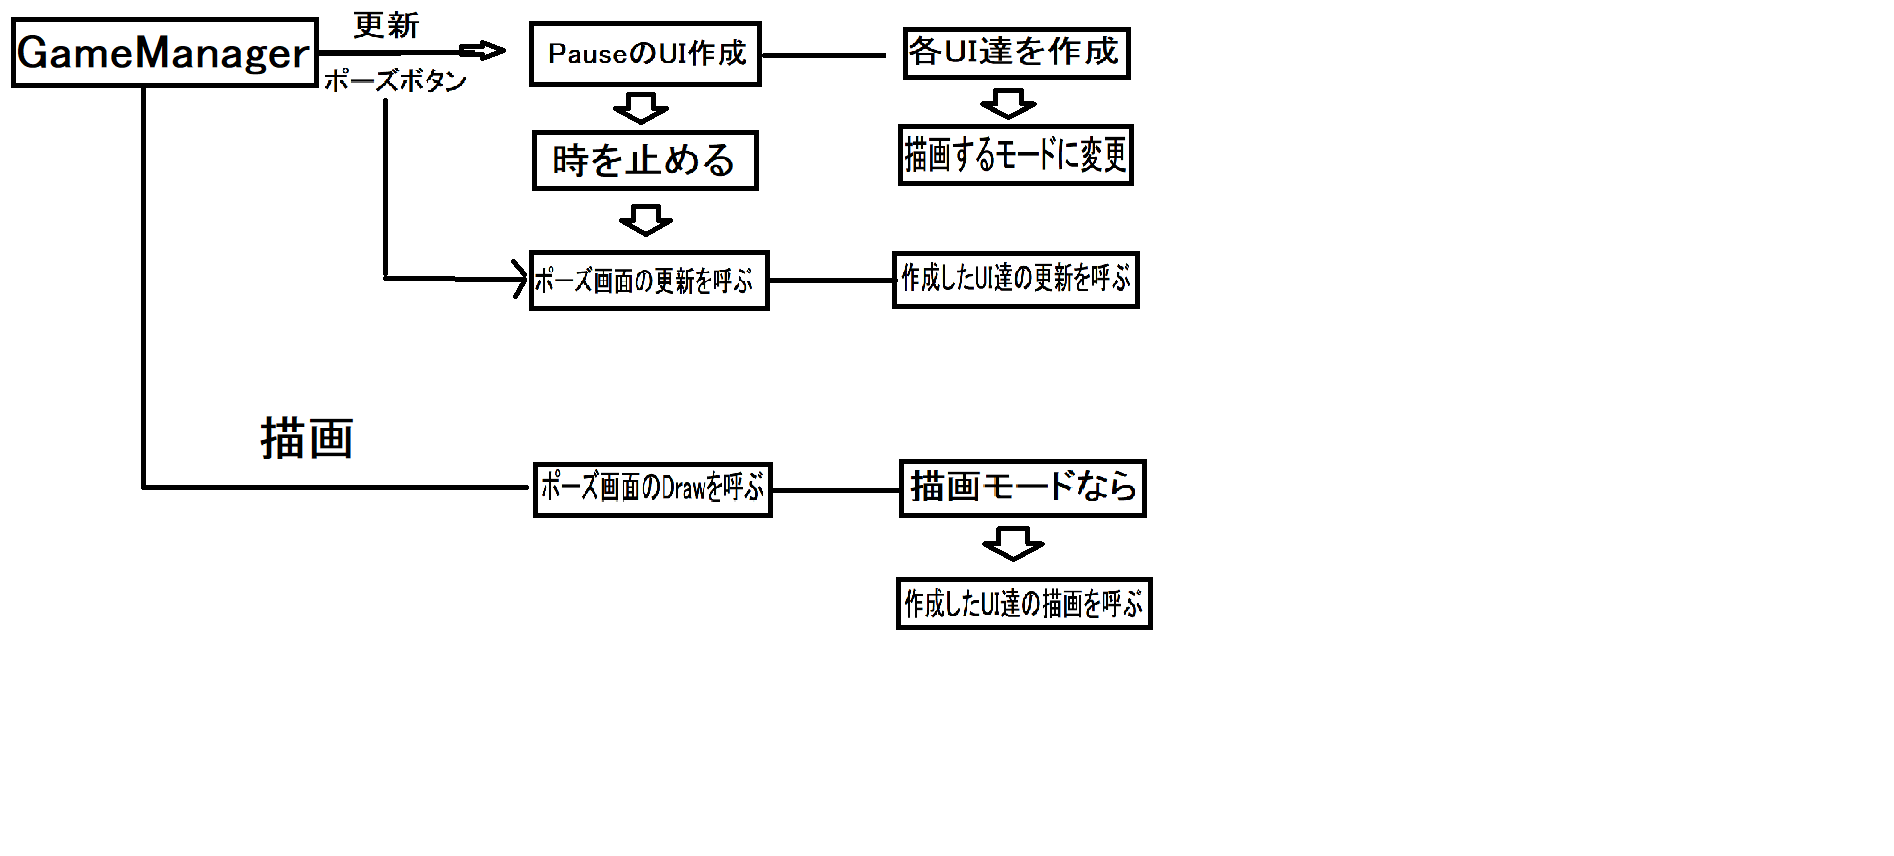 GameManager
更新
ポーズボタン
PauseのUI作成
各UI達を作成
時を止める
描画するモードに変更
ポーズ画面の更新を呼ぶ
作成したUI達の更新を呼ぶ
描画
ポーズ画面のDrawを呼ぶ
描画モードなら
作成したUI達の描画を呼ぶ